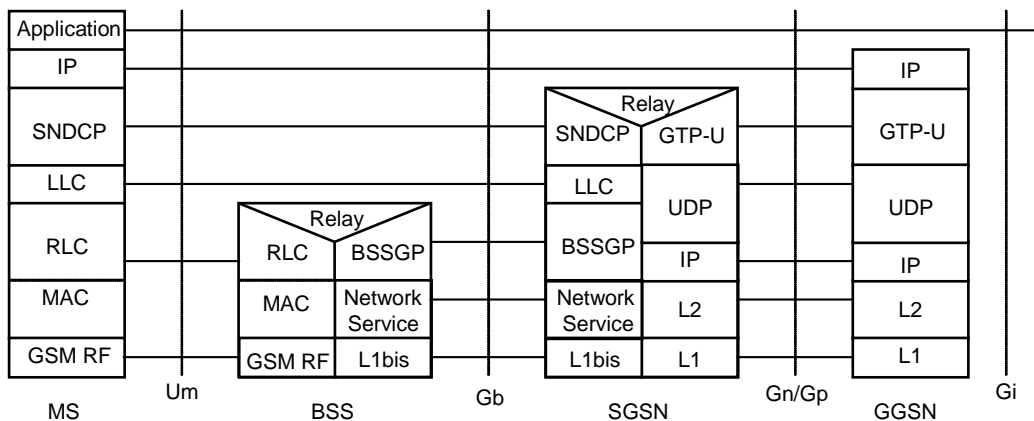 Application
IP
IP
Relay
SNDCP
SNDCP
GTP-U
GTP-U
LLC
LLC
UDP
UDP
Relay
RLC
RLC
BSSGP
BSSGP
IP
IP
MAC
MAC
Network
Service
Network
Service
L2
L2
GSM RF
GSM RF
L1bis
L1bis
L1
L1
Um
Gb
Gn/Gp
Gi
MS
BSS
SGSN
GGSN